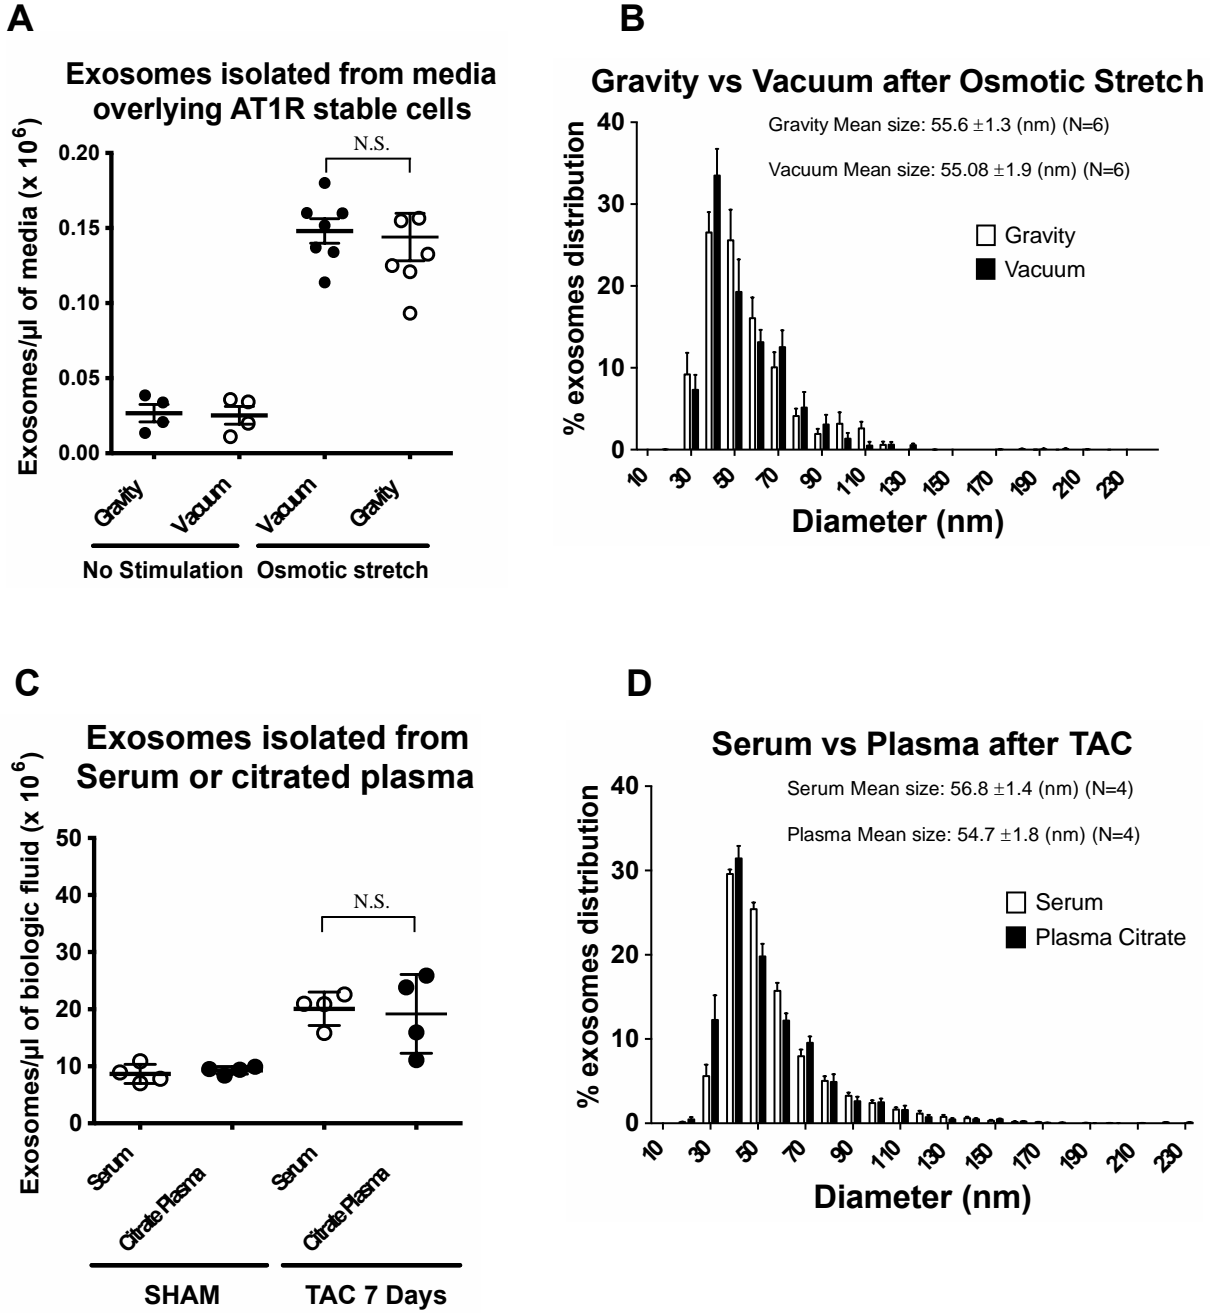 A
Exosomes isolated from media
overlying AT1R stable cells
Exosomes/µl of media (x 10⁶)
N.S.
0.20
0.15
0.10
0.05
0.00
Gravity
Vacuum
Vacuum
Gravity
No Stimulation
Osmotic stretch
B
Gravity vs Vacuum after Osmotic Stretch
Gravity Mean size: 55.6 ±1.3 (nm) (N=6)
Vacuum Mean size: 55.08 ±1.9 (nm) (N=6)
Gravity
Vacuum
% exosomes distribution
40
30
20
10
0
10
30
50
70
90
110
130
150
170
190
210
230
Diameter (nm)
C
Exosomes isolated from
Serum or citrated plasma
Exosomes/µl of biologic fluid (x 10⁶)
N.S.
50
40
30
20
10
0
Serum
Citrate Plasma
Serum
Citrate Plasma
SHAM
TAC 7 Days
D
Serum vs Plasma after TAC
Serum Mean size: 56.8 ±1.4 (nm) (N=4)
Plasma Mean size: 54.7 ±1.8 (nm) (N=4)
Serum
Plasma Citrate
% exosomes distribution
40
30
20
10
0
10
30
50
70
90
110
130
150
170
190
210
230
Diameter (nm)